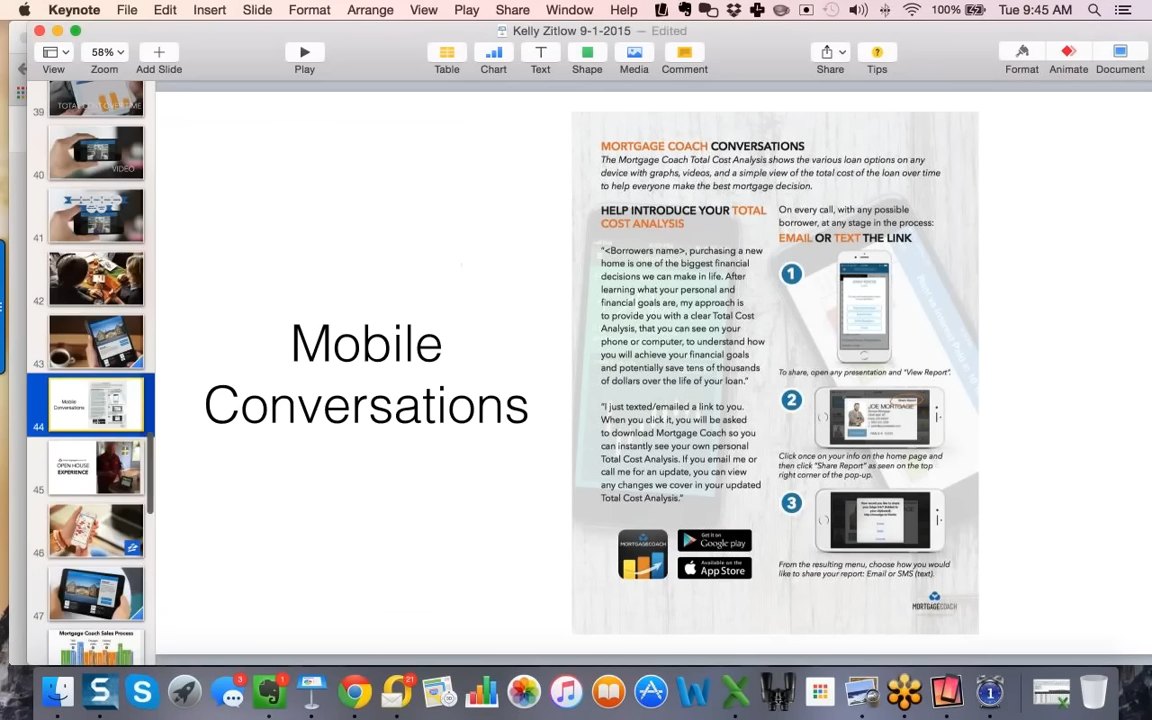 Keynote File Edit Insert Slide Format Arrange View Play Share Window Help 100% Tue 9:45 AM
Kelly Zitlow 9-1-2015 — Edited
58%
View Zoom Add Slide Play Table Chart Text Shape Media Comment Share Tips Format Animate Document
39
40
VIDEO
41
42
43
44
Mobile
Conversations
45
OPEN HOUSE
EXPERIENCE
46
47
Mortgage Coach Sales Process
Mobile
Conversations
MORTGAGE COACH CONVERSATIONS
The Mortgage Coach Total Cost Analysis shows the various loan options on any
device with graphs, videos, and a simple view of the total cost of the loan over time
to help everyone make the best mortgage decision.
HELP INTRODUCE YOUR TOTAL
COST ANALYSIS
"<Borrowers name>, purchasing a new
home is one of the biggest financial
decisions we can make in life. After
learning what your personal and
financial goals are, my approach is
to provide you with a clear Total Cost
Analysis, that you can see on your
phone or computer, to understand how
you will achieve your financial goals
and potentially save tens of thousands
of dollars over the life of your loan."
"I just texted/emailed a link to you.
When you click it, you will be asked
to download Mortgage Coach so you
can instantly see your own personal
Total Cost Analysis. If you email me or
call me for an update, you can view
any changes we cover in your updated
Total Cost Analysis."
MORTGAGECOACH
Get it on
Google play
Available on the
App Store
On every call, with any possible
borrower, at any stage in the process:
EMAIL OR TEXT THE LINK
1
To share, open any presentation and "View Report".
2
JOE MORTGAGE
Click once on your info on the home page and
then click "Share Report" as seen on the top
right corner of the pop-up.
3
From the resulting menu, choose how you would
like to share your report: Email or SMS (text).
MORTGAGECOACH
3
1
21
1